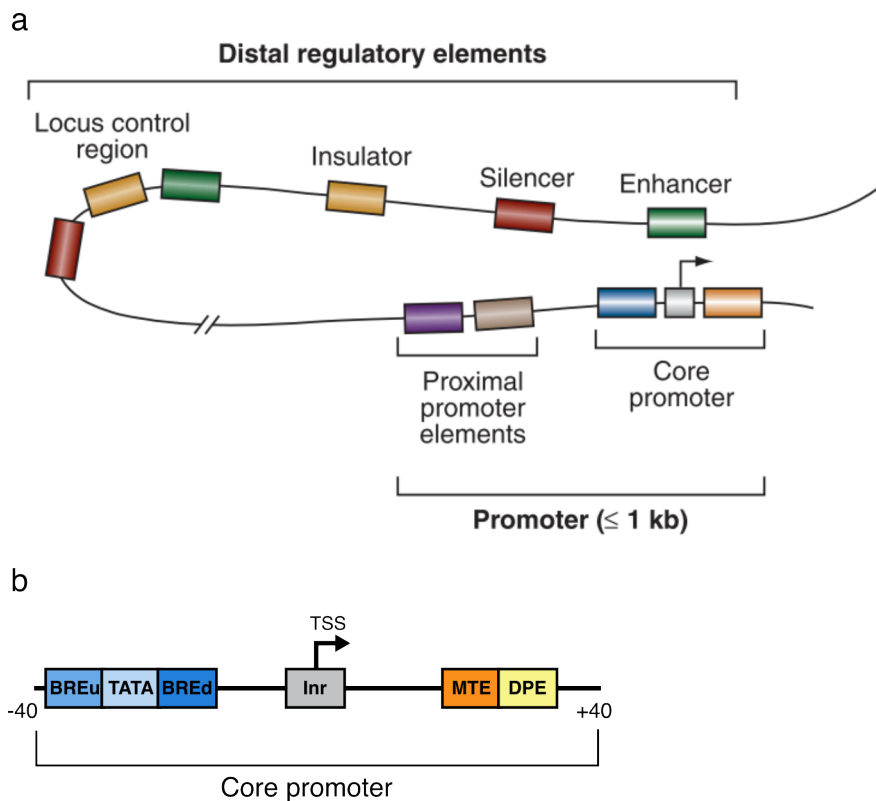 a
Distal regulatory elements
Locus control
region
Insulator
Silencer
Enhancer
Proximal
promoter
elements
Core
promoter
Promoter (≤ 1 kb)
b
TSS
BREu TATA BREd Inr MTE DPE
-40 +40
Core promoter